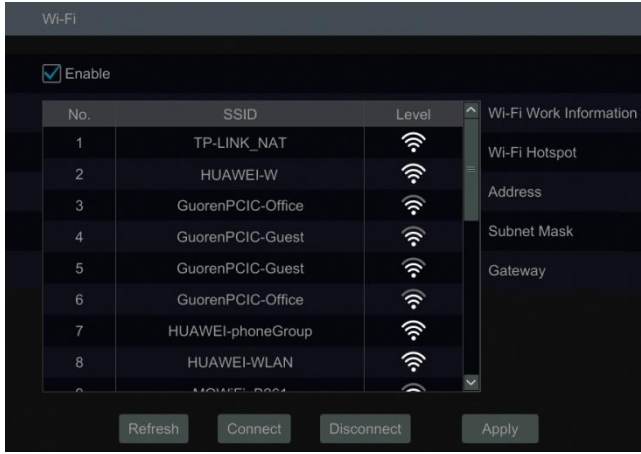 Wi-Fi
Enable
No. SSID Level
1 TP-LINK_NAT
2 HUAWEI-W
3 GuorenPCIC-Office
4 GuorenPCIC-Guest
5 GuorenPCIC-Guest
6 GuorenPCIC-Office
7 HUAWEI-phoneGroup
8 HUAWEI-WLAN
Wi-Fi Work Information
Wi-Fi Hotspot
Address
Subnet Mask
Gateway
Refresh Connect Disconnect Apply